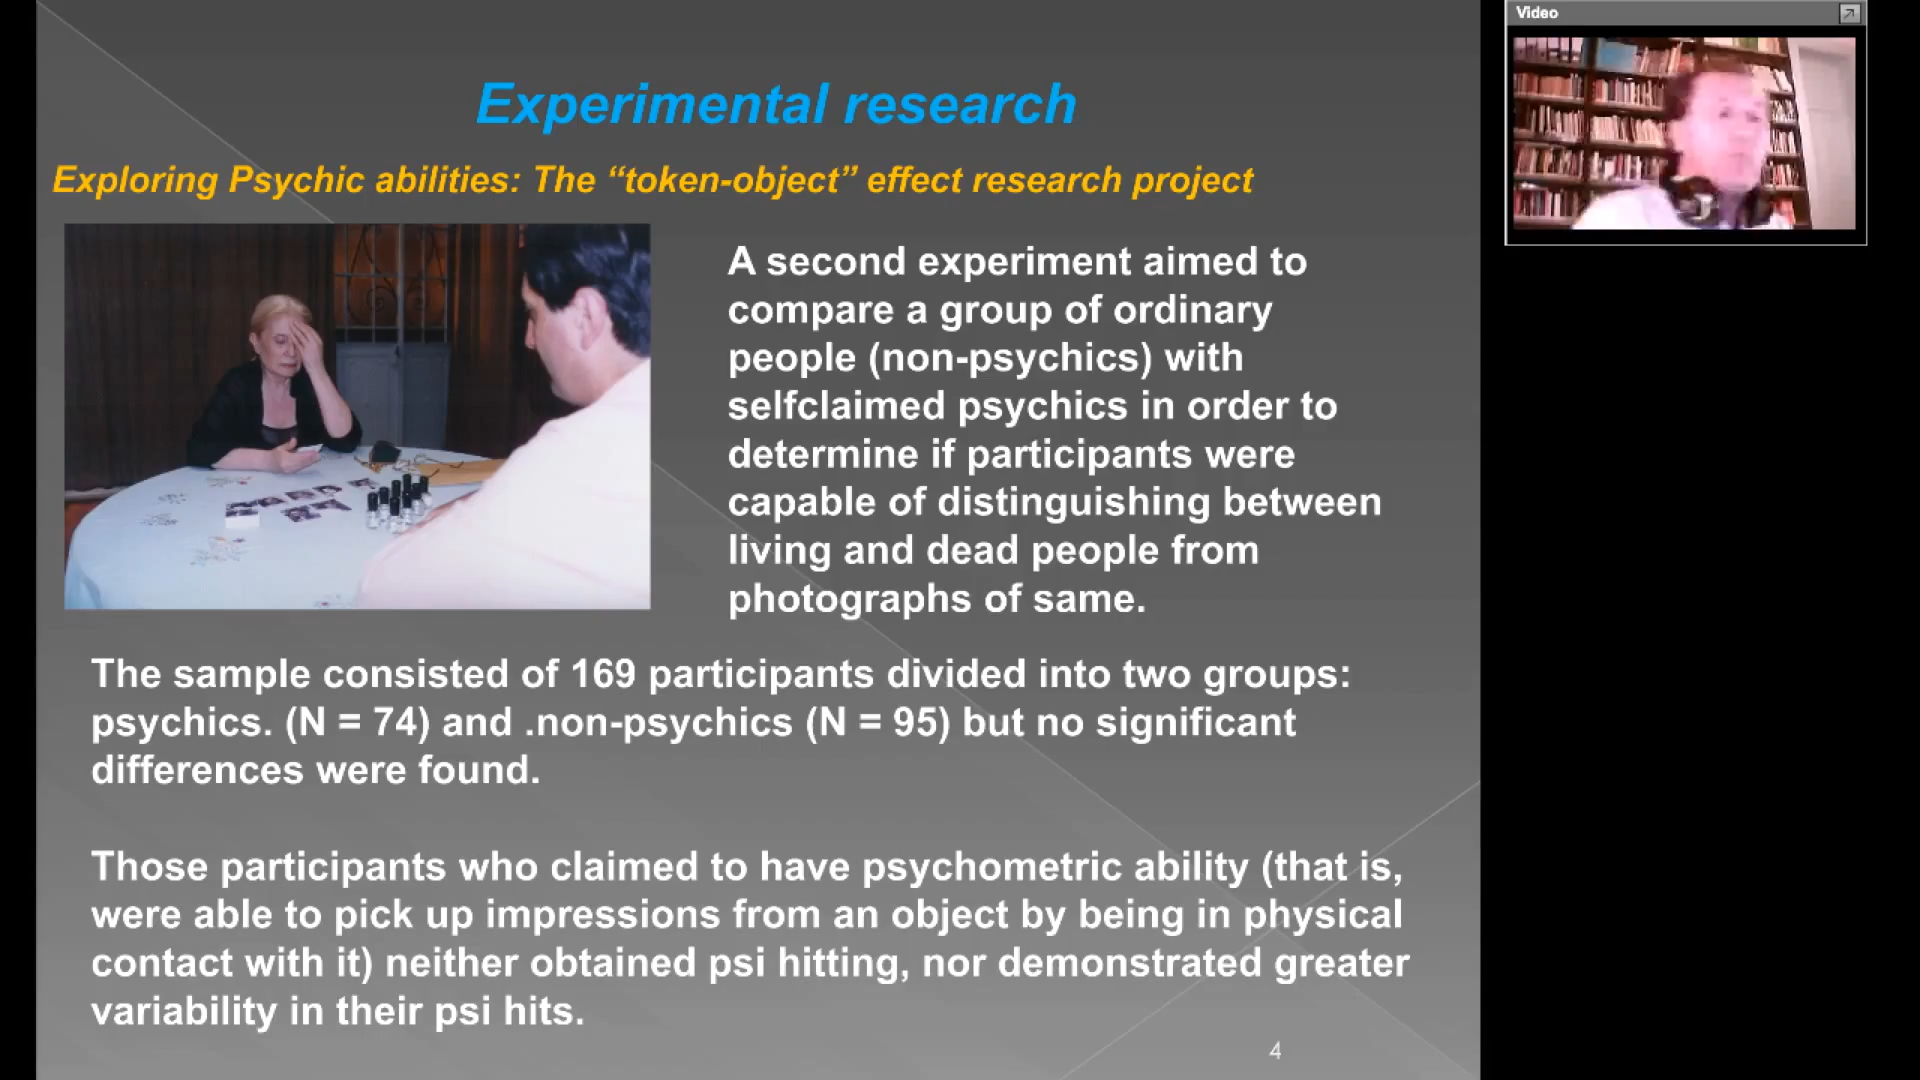 Video
Experimental research
Exploring Psychic abilities: The “token-object” effect research project
A second experiment aimed to
compare a group of ordinary
people (non-psychics) with
selfclaimed psychics in order to
determine if participants were
capable of distinguishing between
living and dead people from
photographs of same.
The sample consisted of 169 participants divided into two groups:
psychics. (N = 74) and .non-psychics (N = 95) but no significant
differences were found.
Those participants who claimed to have psychometric ability (that is,
were able to pick up impressions from an object by being in physical
contact with it) neither obtained psi hitting, nor demonstrated greater
variability in their psi hits.
4